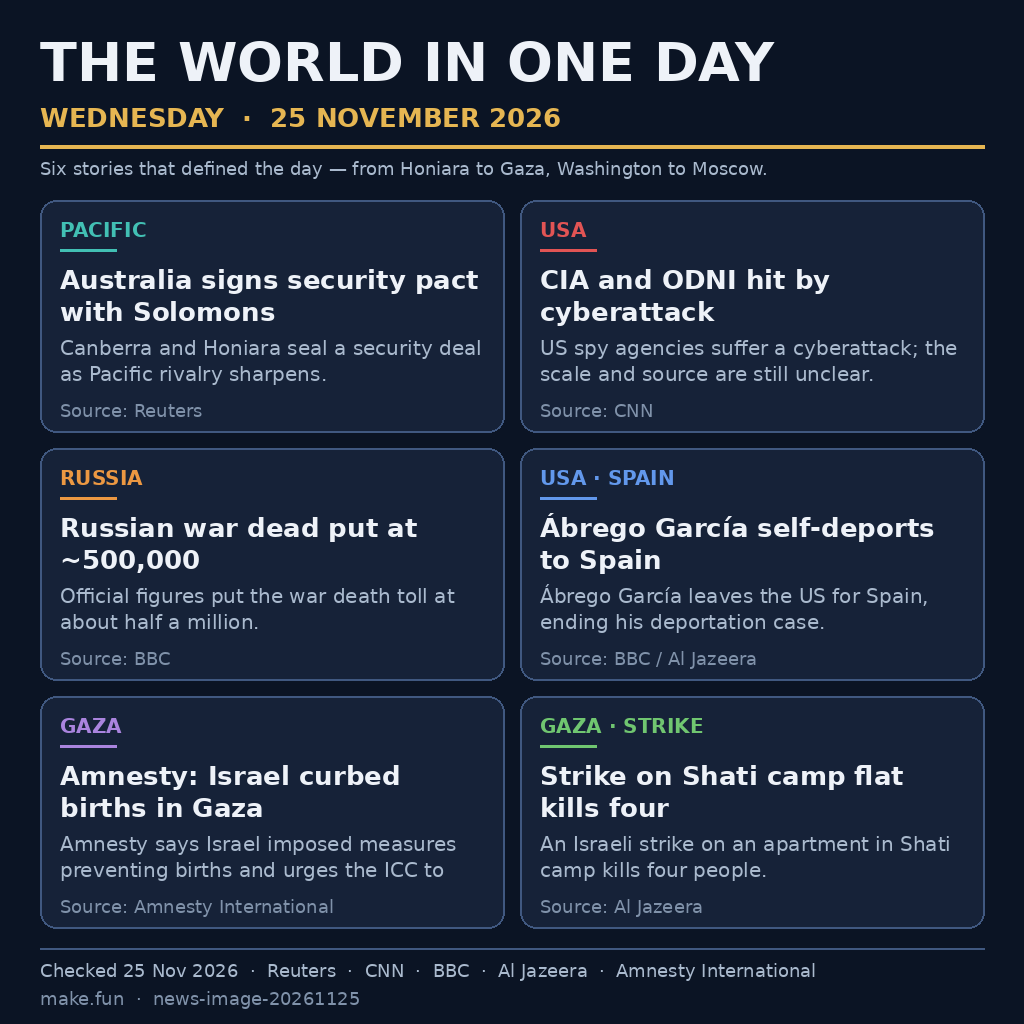 THE WORLD IN ONE DAY
WEDNESDAY · 25 NOVEMBER 2026
Six stories that defined the day — from Honiara to Gaza, Washington to Moscow.
PACIFIC
Australia signs security pact
with Solomons
Canberra and Honiara seal a security deal
as Pacific rivalry sharpens.
Source: Reuters
USA
CIA and ODNI hit by
cyberattack
US spy agencies suffer a cyberattack; the
scale and source are still unclear.
Source: CNN
RUSSIA
Russian war dead put at
~500,000
Official figures put the war death toll at
about half a million.
Source: BBC
USA · SPAIN
Ábrego García self-deports
to Spain
Ábrego García leaves the US for Spain,
ending his deportation case.
Source: BBC / Al Jazeera
GAZA
Amnesty: Israel curbed
births in Gaza
Amnesty says Israel imposed measures
preventing births and urges the ICC to
Source: Amnesty International
GAZA · STRIKE
Strike on Shati camp flat
kills four
An Israeli strike on an apartment in Shati
camp kills four people.
Source: Al Jazeera
Checked 25 Nov 2026 · Reuters · CNN · BBC · Al Jazeera · Amnesty International
make.fun · news-image-20261125